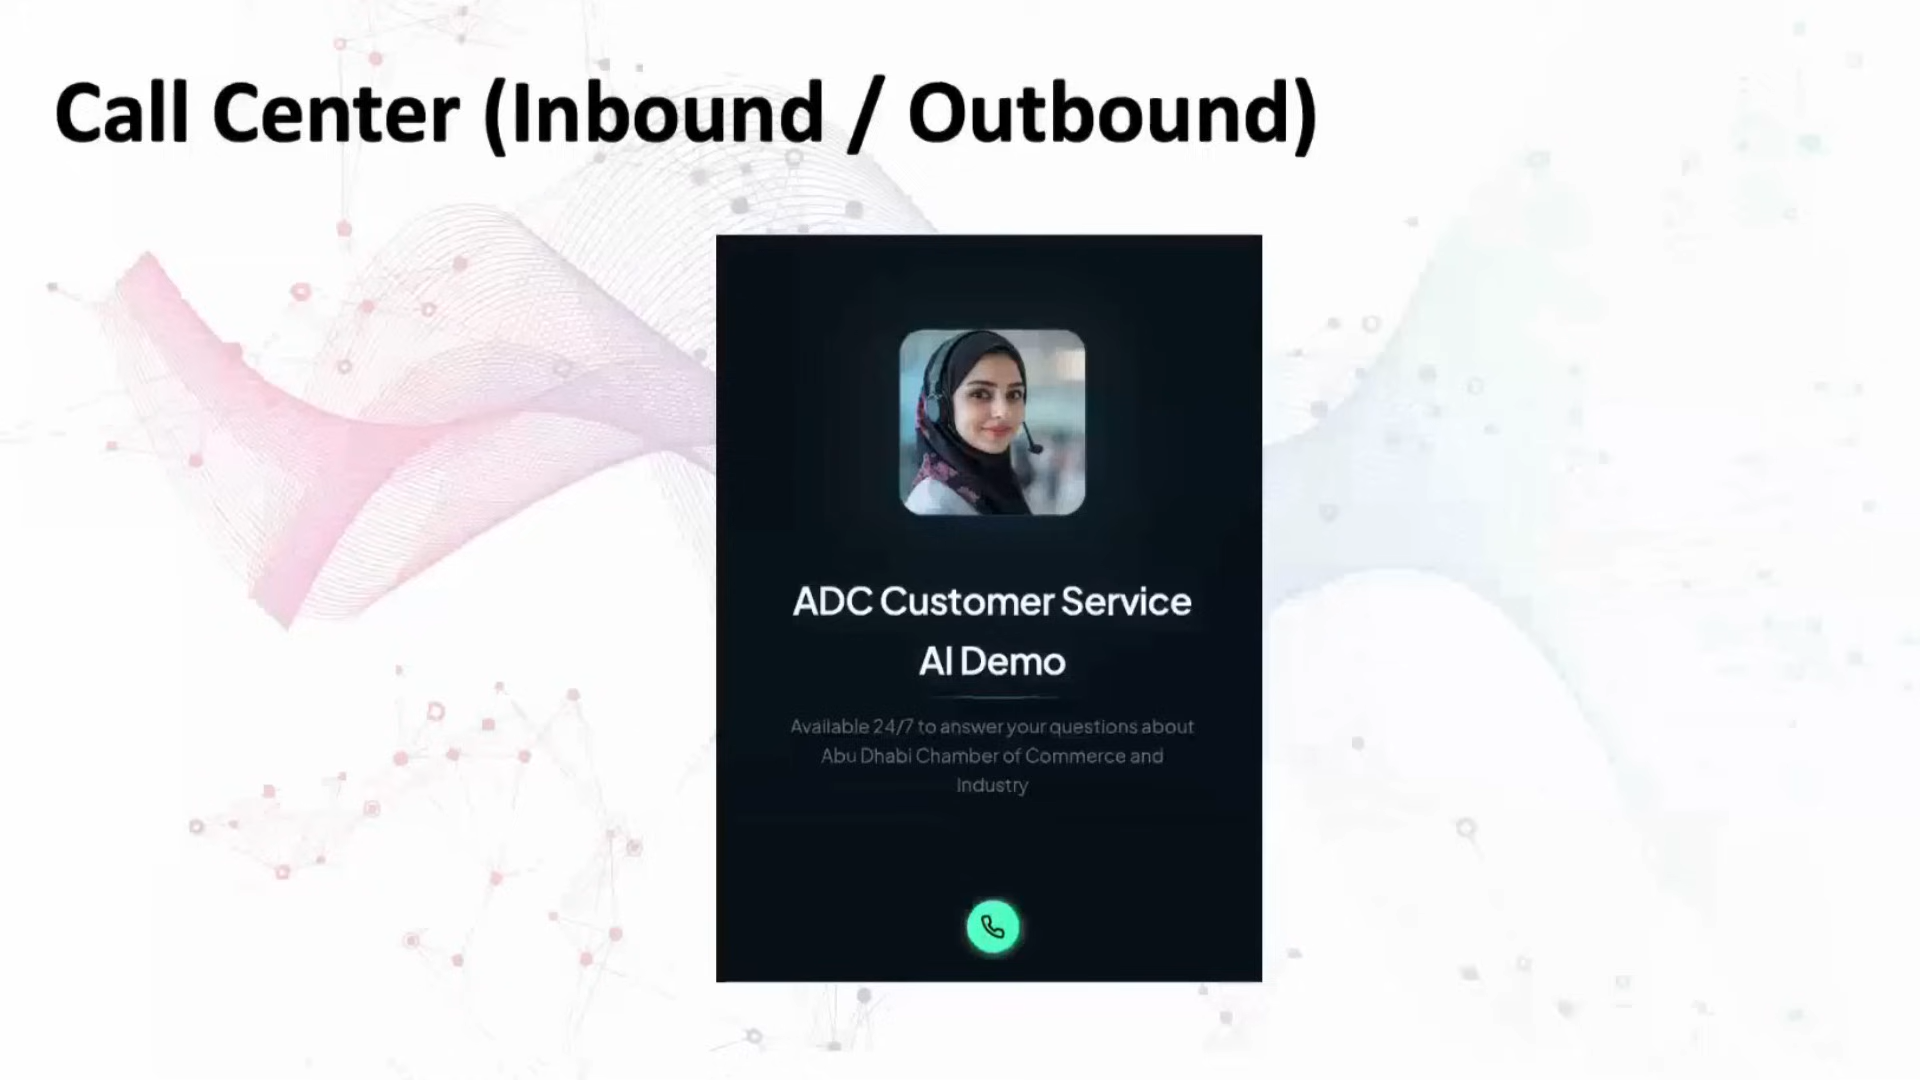 Call Center (Inbound / Outbound)
ADC Customer Service
AI Demo
Available 24/7 to answer your questions about
Abu Dhabi Chamber of Commerce and
Industry